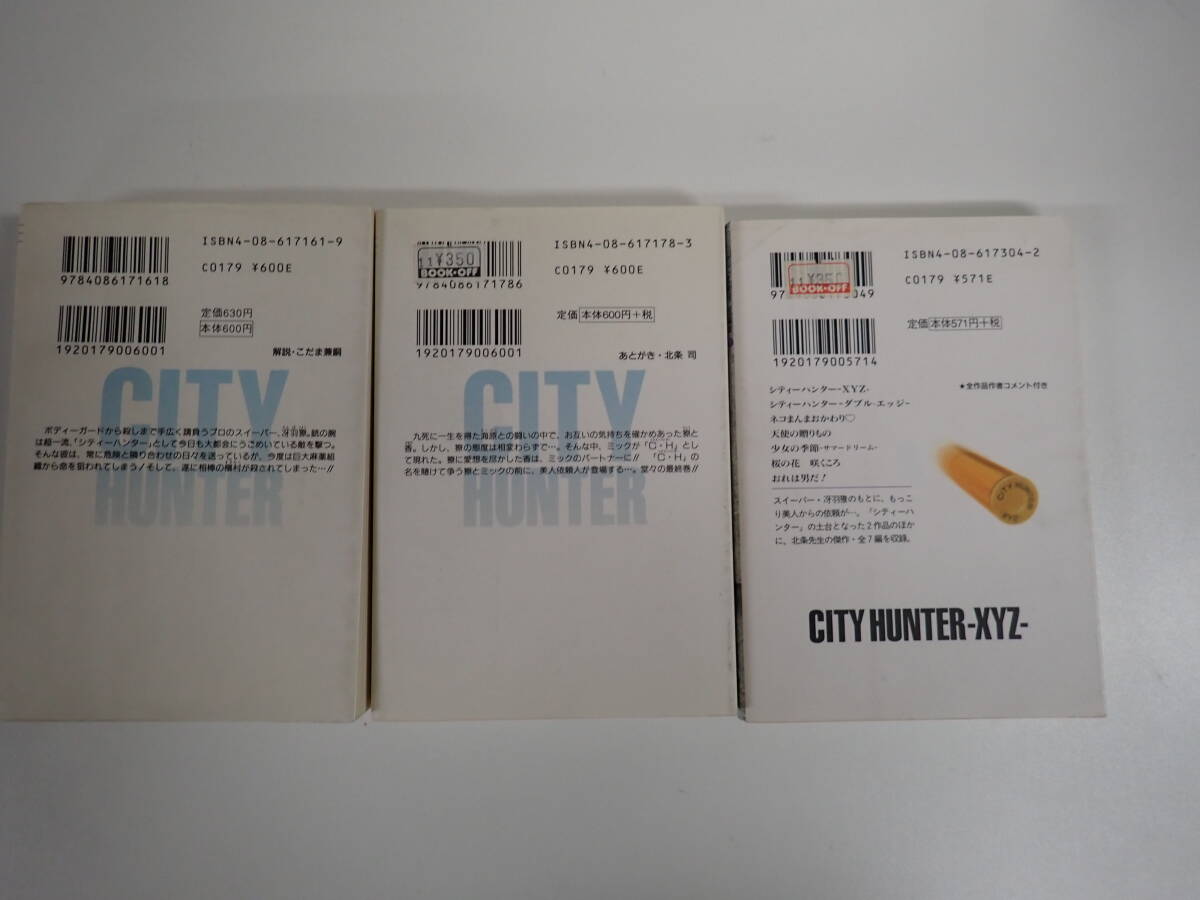 ISBN4-08-617161-9
C0179 ¥600E
9784086171618
定価630円
本体600円
1920179006001
解説・こだま兼嗣
CITY
HUNTER
ボディーガードから殺しまで手広く請負うプロのスイーパー、冴羽獠。銃の腕
は超一流、「シティーハンター」として今日も大都会にうごめいている敵を撃つ。
そんな彼は、常に危険と隣り合わせの日々を送っているが、今度は巨大麻薬組
織から命を狙われてしまう!そして、遂に相棒の槇村が殺されてしまった…!!
11 ¥350
BOOK・OFF
ISBN4-08-617178-3
C0179 ¥600E
9784086171786
定価 本体600円+税
1920179006001
あとがき・北条 司
CITY
HUNTER
九死に一生を得た海原との闘いの中で、お互いの気持ちを確かめあった獠と
香。しかし、獠の態度は相変わらずで…。そんな中、ミックが「C・H」とし
て現れた。獠に愛想を尽かした香は、ミックのパートナーに!! 「C・H」の
名を賭けて争う獠とミックの前に、美人依頼人が登場する…。堂々の最終巻!!
11 ¥350
BOOK・OFF
ISBN4-08-617304-2
C0179 ¥571E
定価 本体571円+税
1920179005714
★全作品作者コメント付き
シティーハンター-XYZ-
シティーハンター-ダブル-エッジ-
ネコまんまおかわり♡
天使の贈りもの
少女の季節-サマードリーム-
桜の花 咲くころ
おれは男だ!
スイーパー・冴羽獠のもとに、もっこ
り美人からの依頼が…。「シティーハ
ンター」の土台となった2作品のほか
に、北条先生の傑作・全7編を収録。
CITY HUNTER
XYZ
CITY HUNTER-XYZ-